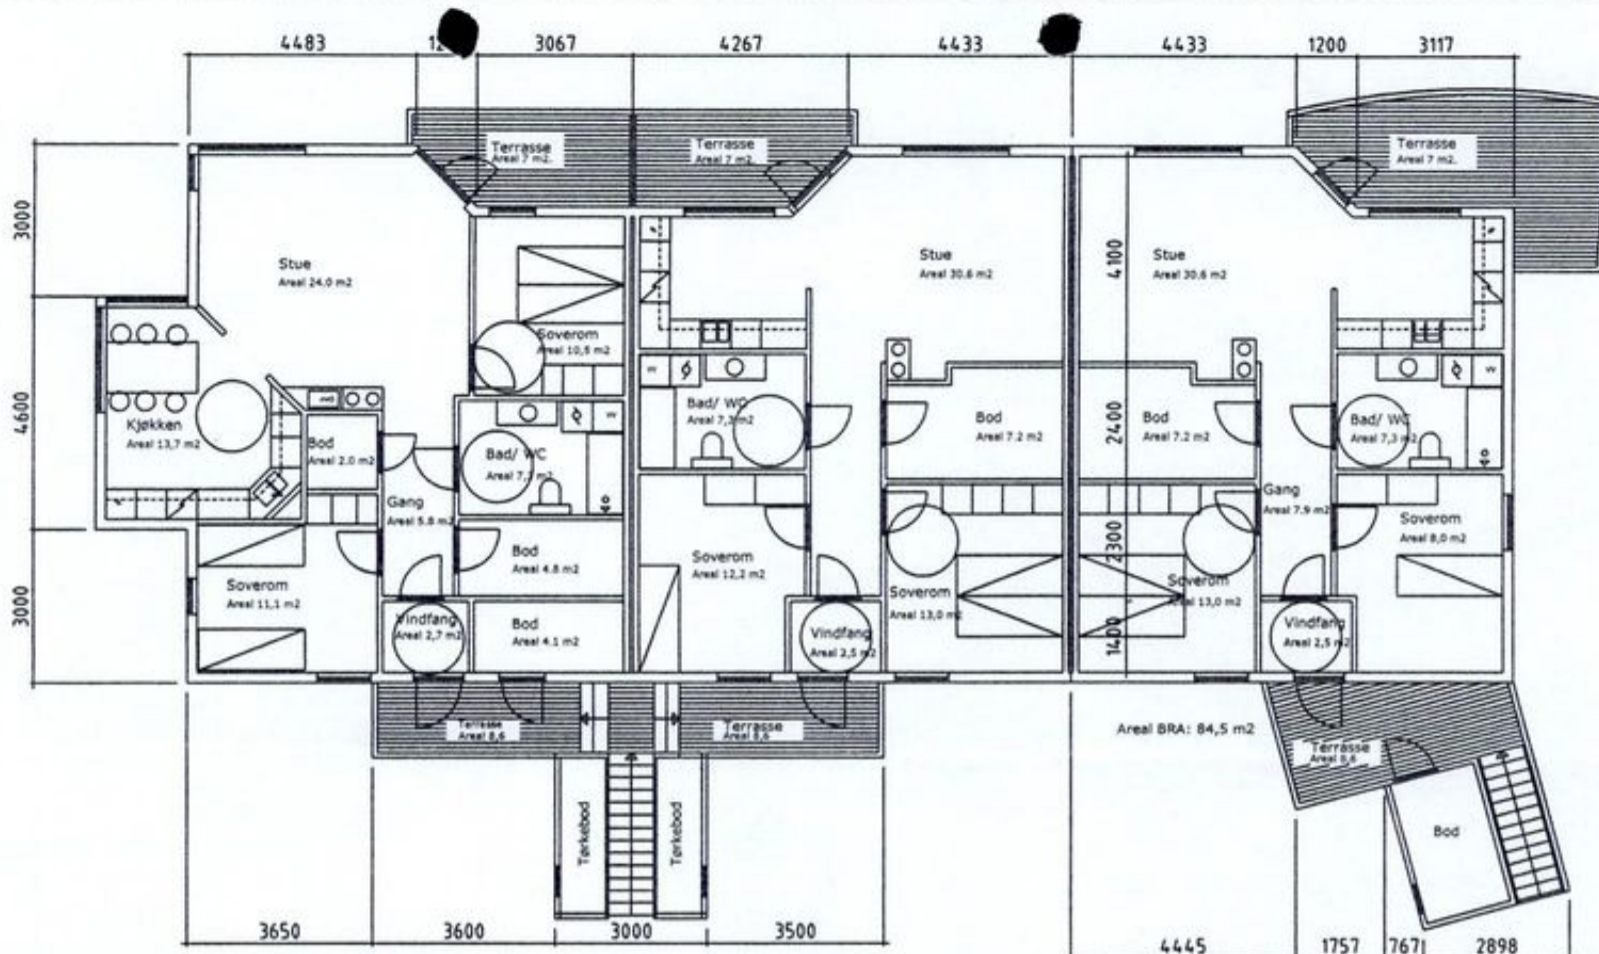 4483
3067
4267
4433
4433
1200
3117
3000
4600
3000
Terrasse
Areal 7 m2.
Terrasse
Areal 7 m2.
Terrasse
Areal 7 m2.
Stue
Areal 24.0 m2
Soverom
Areal 10,5 m2
Stue
Areal 30.6 m2
Stue
Areal 30.6 m2
4100
2400
2300
1400
Kjøkken
Areal 13,7 m2
Bod
Areal 2.0 m2
Bad/ WC
Gang
Areal 5.8 m2
Bad/ WC
Areal 7,3 m2
Bod
Areal 7.2 m2
Bod
Areal 7.2 m2
Bad/ WC
Areal 7,3 m2
Gang
Areal 7.9 m2
Soverom
Areal 11,1 m2
Bod
Areal 4.8 m2
Bod
Areal 4.1 m2
Vindfang
Areal 2,7 m2
Soverom
Areal 12,2 m2
Vindfang
Areal 2,5 m2
Soverom
Areal 13,0 m2
Soverom
Areal 13,0 m2
Vindfang
Areal 2,5 m2
Soverom
Areal 8,0 m2
Terrasse
Areal 8,6
Terrasse
Areal 8,6
Areal BRA: 84,5 m2
Terrasse
Areal 8,6
Tørkebod
Tørkebod
Bod
3650
3600
3000
3500
4445
1757
767
2898